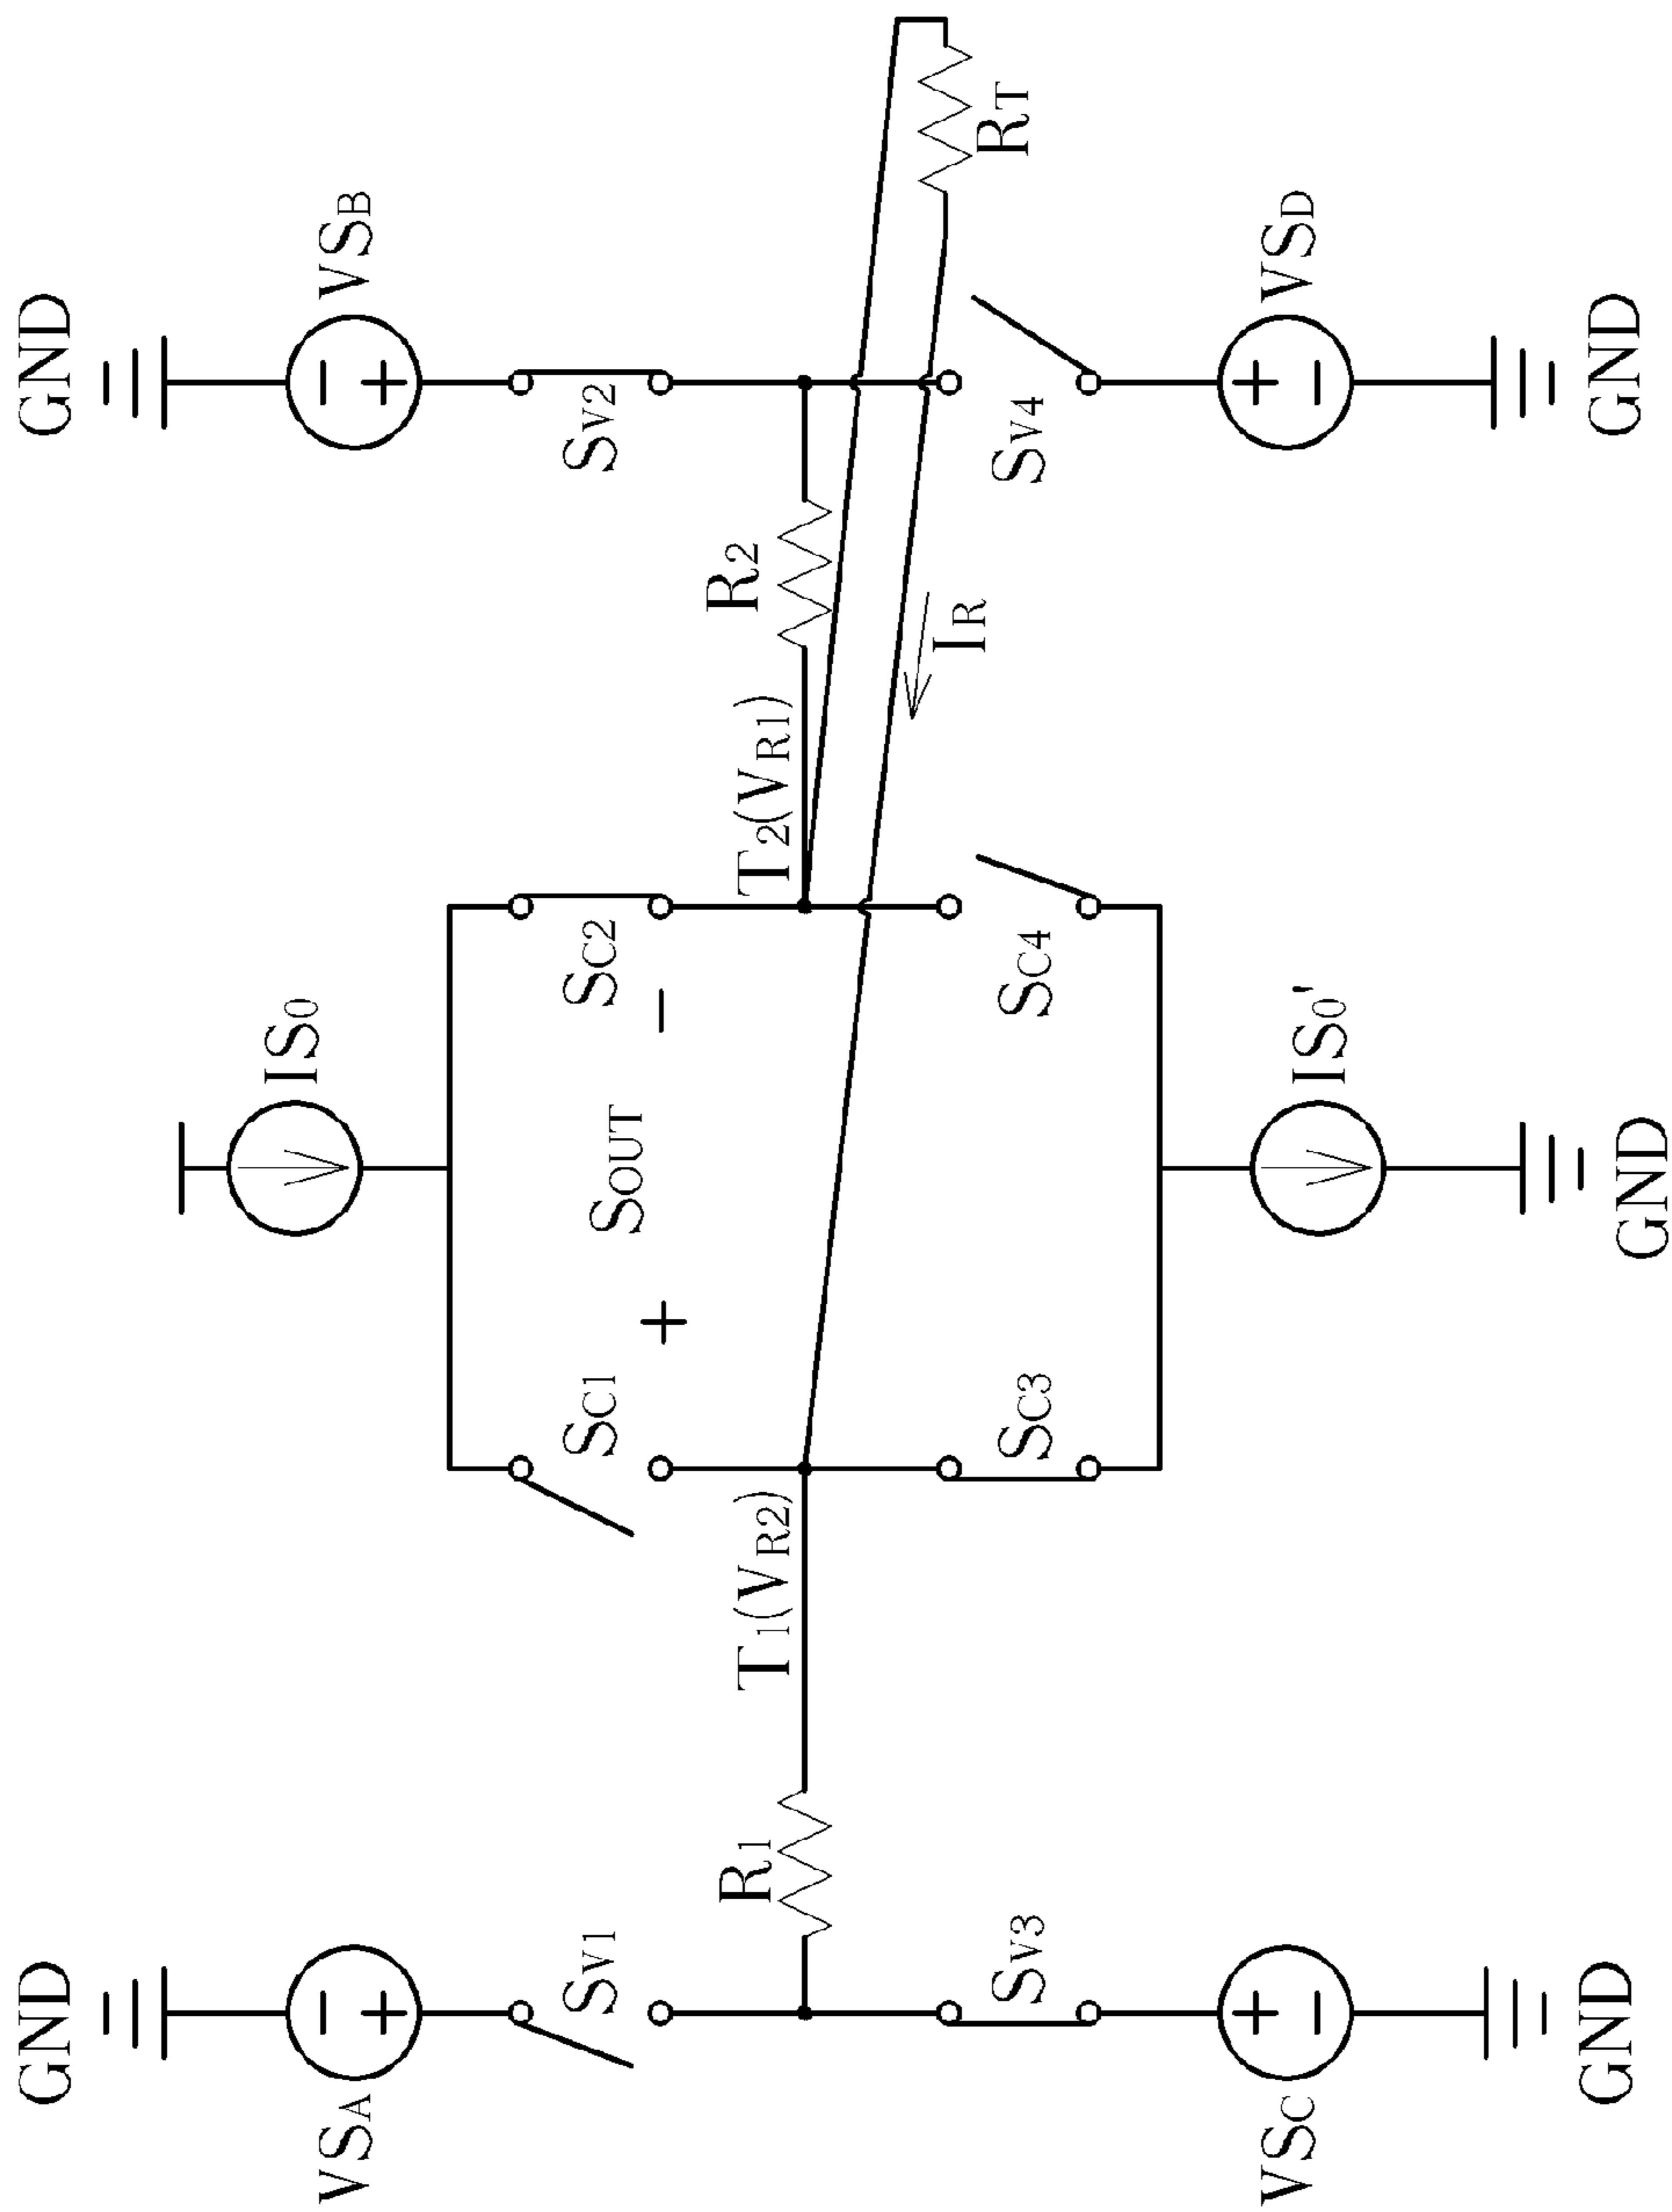 GND
GND
VSA
VSB
IS0
SV1
SC1
SC2
SV2
+
SOUT
−
R1
T1(VR2)
T2(VR1)
R2
IR
RT
SV3
SC3
SC4
SV4
VSC
IS0'
VSD
GND
GND
GND